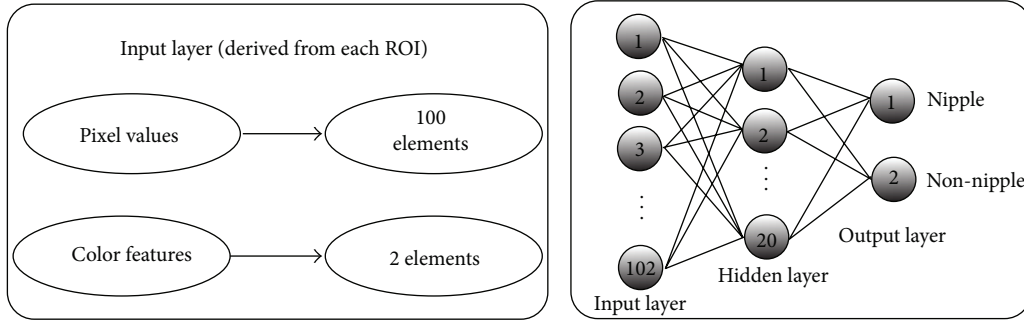 Input layer (derived from each ROI)
Pixel values
100
elements
Color features
2 elements
1
2
3
⋮
102
Input layer
1
2
⋮
20
Hidden layer
1
Nipple
2
Non-nipple
Output layer